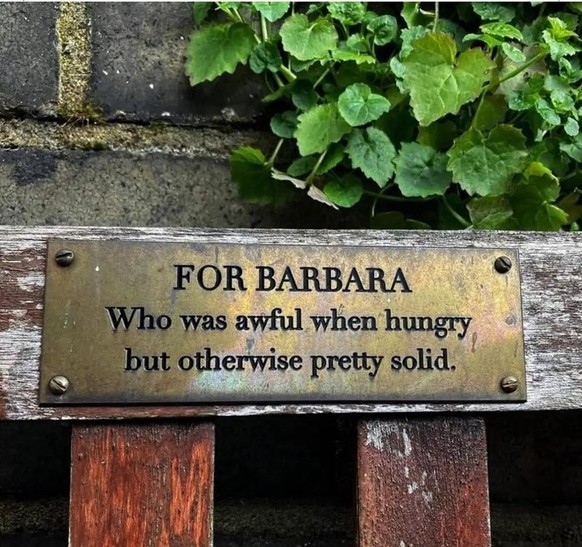 FOR BARBARA
Who was awful when hungry
but otherwise pretty solid.